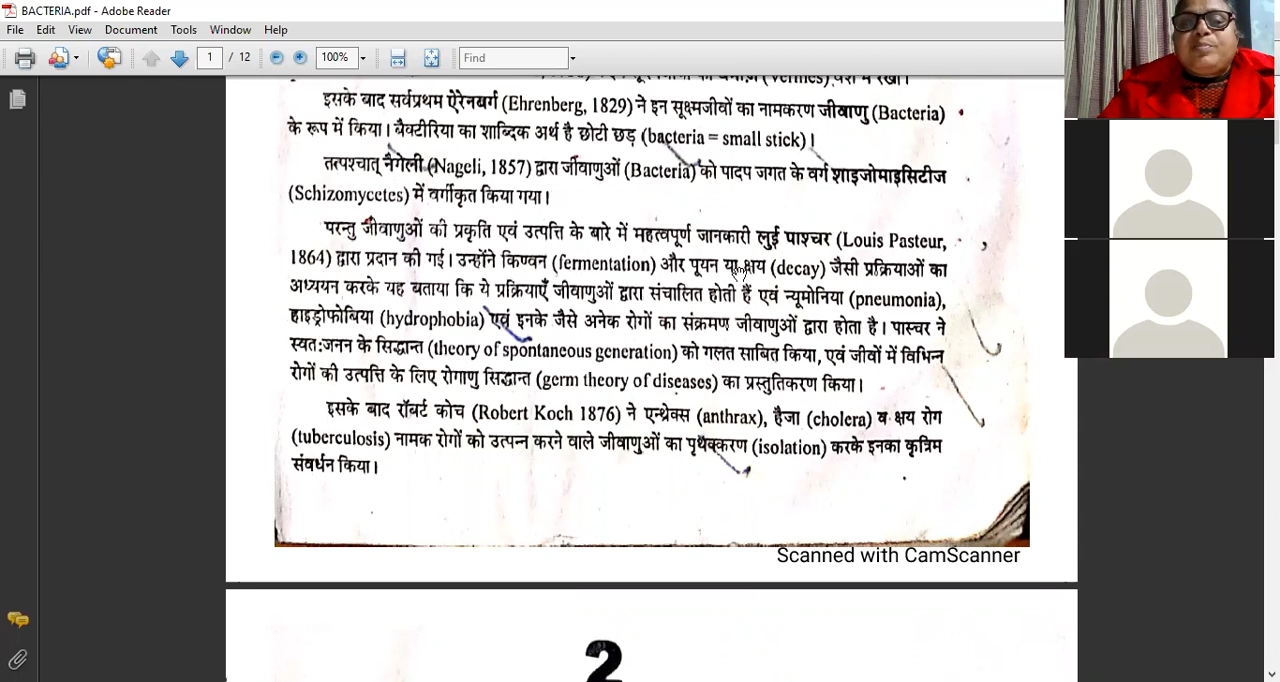 BACTERIA.pdf - Adobe Reader
File Edit View Document Tools Window Help
1 / 12 100% Find
(Vermes) वंश में रखा।
इसके बाद सर्वप्रथम ऐरेनबर्ग (Ehrenberg, 1829) ने इन सूक्ष्मजीवों का नामकरण जीवाणु (Bacteria)
के रूप में किया। बैक्टीरिया का शाब्दिक अर्थ है छोटी छड़ (bacteria = small stick)।
तत्पश्चात् नैगेली (Nageli, 1857) द्वारा जीवाणुओं (Bacteria) को पादप जगत के वर्ग शाइजोमाइसिटीज
(Schizomycetes) में वर्गीकृत किया गया।
परन्तु जीवाणुओं की प्रकृति एवं उत्पत्ति के बारे में महत्वपूर्ण जानकारी लुई पाश्चर (Louis Pasteur,
1864) द्वारा प्रदान की गई। उन्होंने किण्वन (fermentation) और पूयन या क्षय (decay) जैसी प्रक्रियाओं का
अध्ययन करके यह बताया कि ये प्रक्रियाएँ जीवाणुओं द्वारा संचालित होती हैं एवं न्यूमोनिया (pneumonia),
हाइड्रोफोबिया (hydrophobia) एवं इनके जैसे अनेक रोगों का संक्रमण जीवाणुओं द्वारा होता है। पास्चर ने
स्वत:जनन के सिद्धान्त (theory of spontaneous generation) को गलत साबित किया, एवं जीवों में विभिन्न
रोगों की उत्पत्ति के लिए रोगाणु सिद्धान्त (germ theory of diseases) का प्रस्तुतिकरण किया।
इसके बाद रॉबर्ट कोच (Robert Koch 1876) ने एन्थ्रेक्स (anthrax), हैजा (cholera) व क्षय रोग
(tuberculosis) नामक रोगों को उत्पन्न करने वाले जीवाणुओं का पृथक्करण (isolation) करके इनका कृत्रिम
संवर्धन किया।
Scanned with CamScanner
2